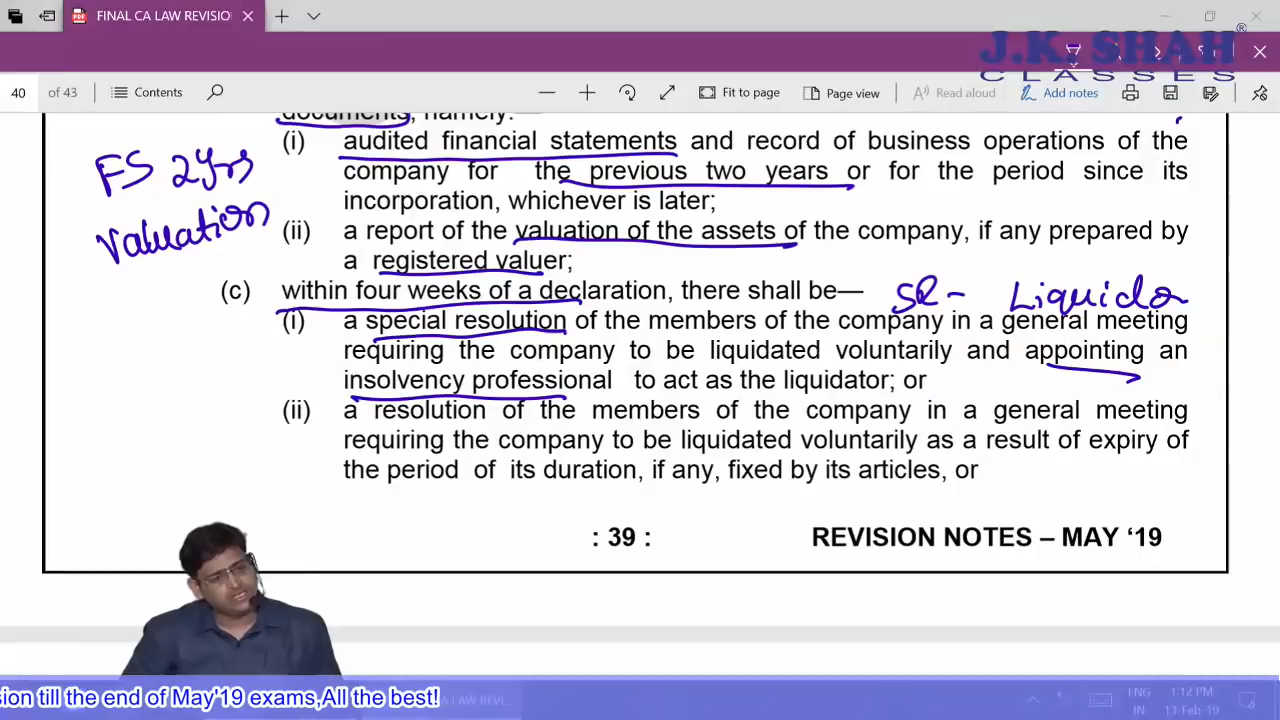 FINAL CA LAW REVISIO
J.K. SHAH
CLASSES
®
40 of 43
Contents
Fit to page
Page view
Read aloud
Add notes
documents, namely:-
(i) audited financial statements and record of business operations of the
company for the previous two years or for the period since its
incorporation, whichever is later;
FS 2yrs
valuation
(ii) a report of the valuation of the assets of the company, if any prepared by
a registered valuer;
(c) within four weeks of a declaration, there shall be—
SR - Liquidor
(i) a special resolution of the members of the company in a general meeting
requiring the company to be liquidated voluntarily and appointing an
insolvency professional to act as the liquidator; or
(ii) a resolution of the members of the company in a general meeting
requiring the company to be liquidated voluntarily as a result of expiry of
the period of its duration, if any, fixed by its articles, or
: 39 :
REVISION NOTES – MAY ‘19
sion till the end of May'19 exams,All the best!
CA LAW REVI...
ENG
IN
1:12 PM
13-Feb-19